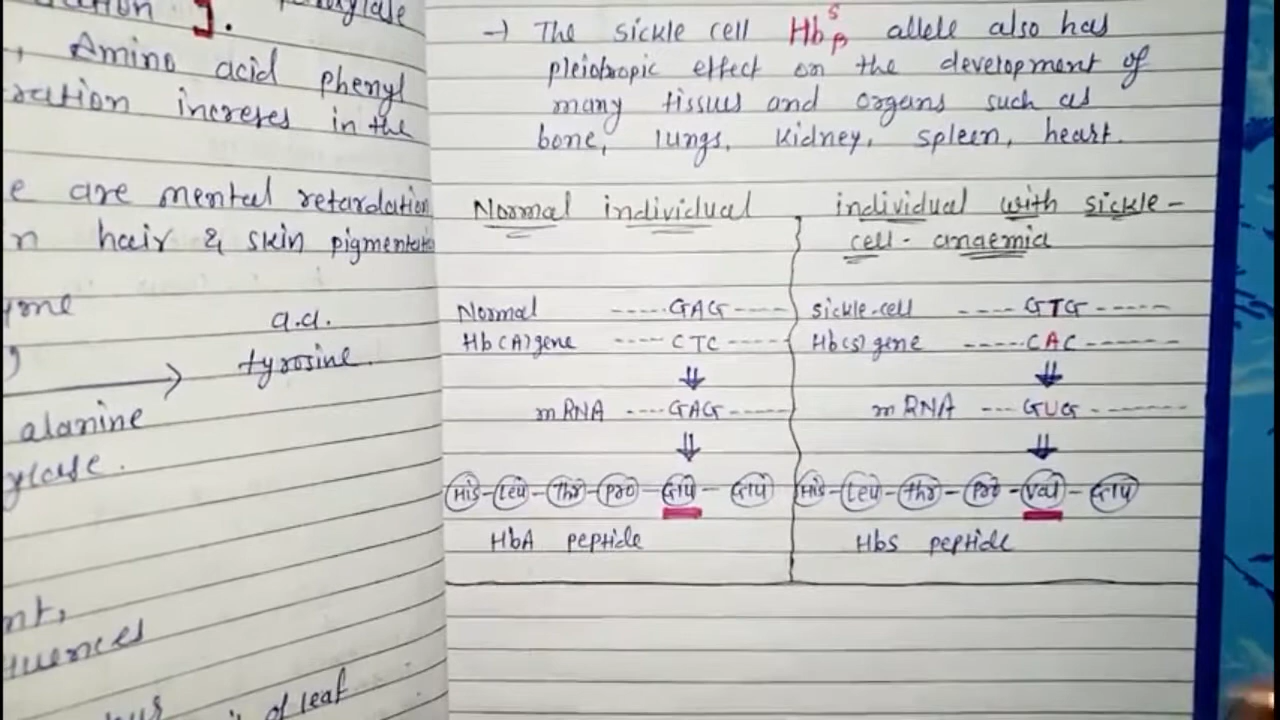 Amino acid phenyl
ration increses in the
e are mental retardation
n hair & skin pigmentati
a.a.
tyrosine.
alanine
nt,
of leaf
→ The sickle cell Hb^S_β allele also has
pleiotropic effect on the development of
many tissues and organs such as
bone, lungs, kidney, spleen, heart.
Normal individual
individual with sickle-
cell-anaemia
Normal ----GAG----
Hb(A)gene ----CTC----
mRNA ----GAG----
His-Leu-Thr-Pro-Glu-Glu
HbA peptide
sickle-cell ----GTG-----
Hb(s)gene -----CAC------
mRNA ---GUG--------
His-Leu-Thr-Pro-Val-Glu
HbS peptide